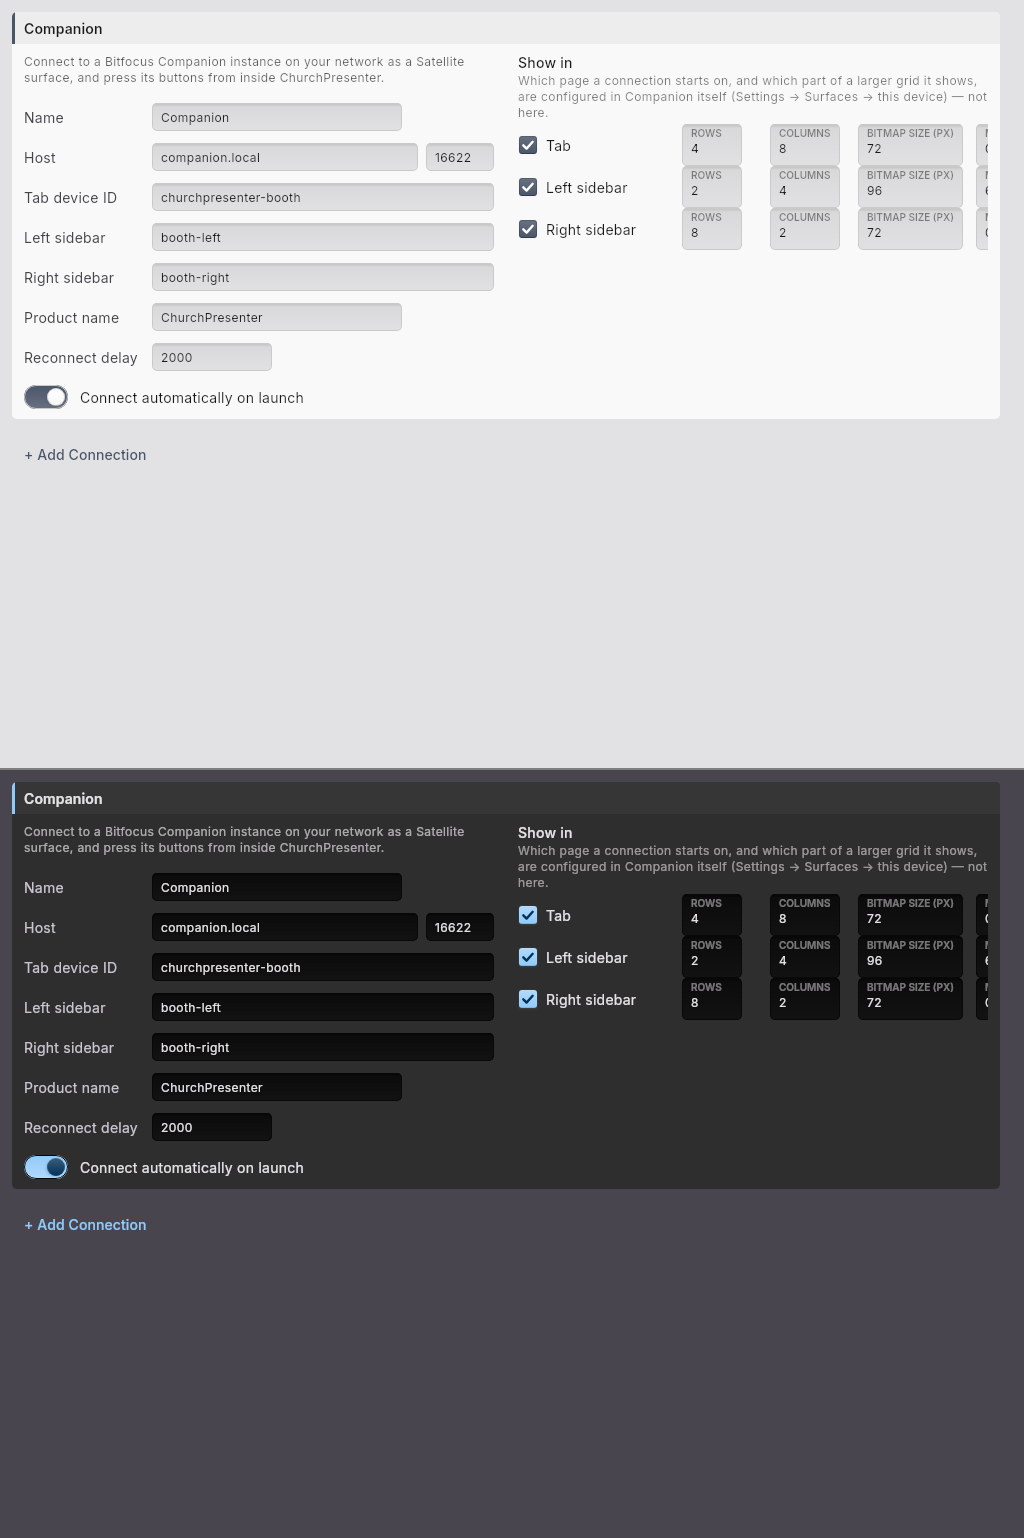 Companion
Connect to a Bitfocus Companion instance on your network as a Satellite
surface, and press its buttons from inside ChurchPresenter.
Name Companion
Host companion.local 16622
Tab device ID churchpresenter-booth
Left sidebar booth-left
Right sidebar booth-right
Product name ChurchPresenter
Reconnect delay 2000
Connect automatically on launch
Show in
Which page a connection starts on, and which part of a larger grid it shows,
are configured in Companion itself (Settings → Surfaces → this device) — not
here.
ROWS COLUMNS BITMAP SIZE (PX)
Tab 4 8 72
ROWS COLUMNS BITMAP SIZE (PX)
Left sidebar 2 4 96
ROWS COLUMNS BITMAP SIZE (PX)
Right sidebar 8 2 72
+ Add Connection
Companion
Connect to a Bitfocus Companion instance on your network as a Satellite
surface, and press its buttons from inside ChurchPresenter.
Name Companion
Host companion.local 16622
Tab device ID churchpresenter-booth
Left sidebar booth-left
Right sidebar booth-right
Product name ChurchPresenter
Reconnect delay 2000
Connect automatically on launch
Show in
Which page a connection starts on, and which part of a larger grid it shows,
are configured in Companion itself (Settings → Surfaces → this device) — not
here.
ROWS COLUMNS BITMAP SIZE (PX)
Tab 4 8 72
ROWS COLUMNS BITMAP SIZE (PX)
Left sidebar 2 4 96
ROWS COLUMNS BITMAP SIZE (PX)
Right sidebar 8 2 72
+ Add Connection